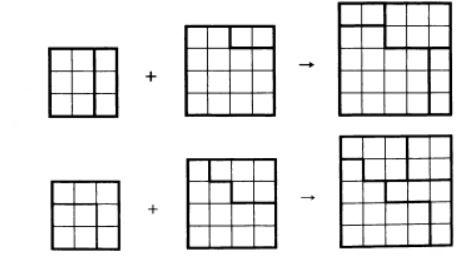 + →
+ →